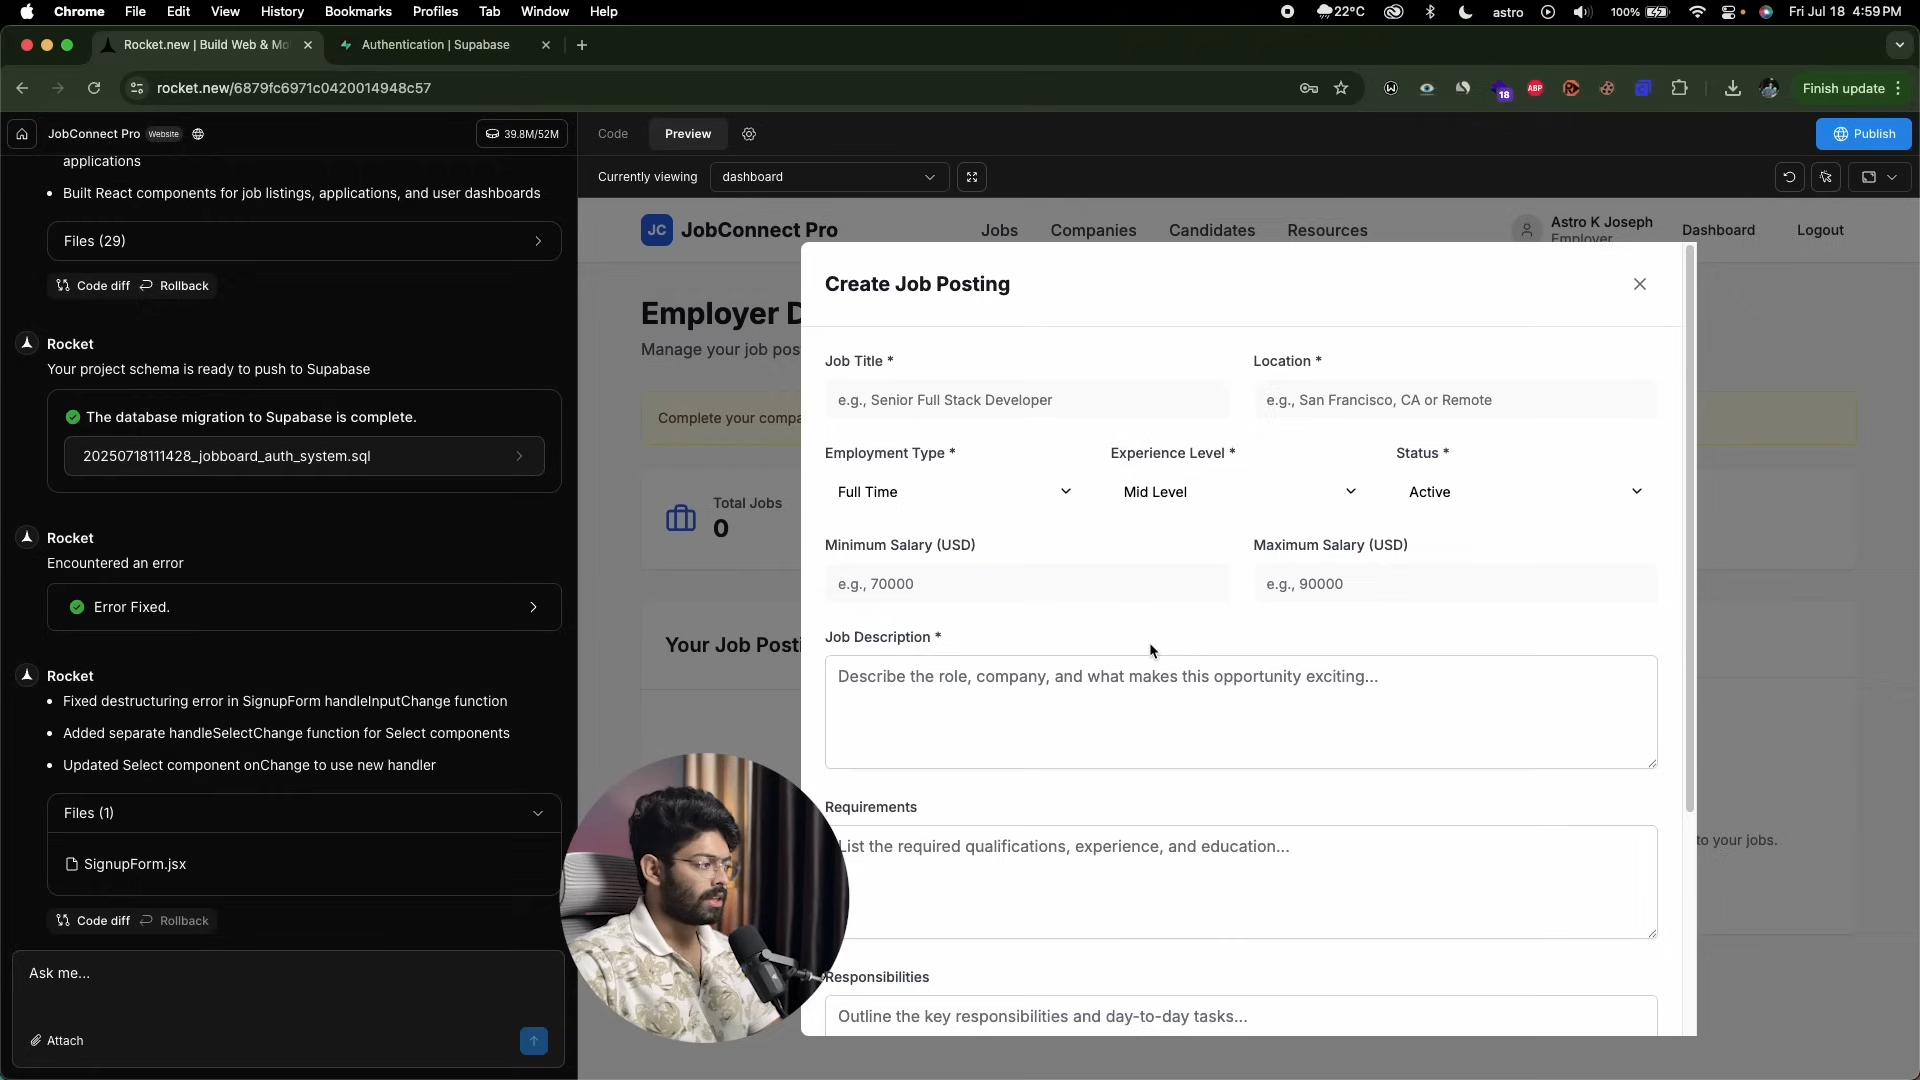 Chrome File Edit View History Bookmarks Profiles Tab Window Help
22°C astro 100% Fri Jul 18 4:59 PM
Rocket.new | Build Web & Mo
Authentication | Supabase
rocket.new/6879fc6971c0420014948c57
18
ABP
Finish update
JobConnect Pro Website
39.8M/52M
Code Preview
Publish
applications
Built React components for job listings, applications, and user dashboards
Files (29)
Code diff Rollback
Rocket
Your project schema is ready to push to Supabase
The database migration to Supabase is complete.
20250718111428_jobboard_auth_system.sql
Rocket
Encountered an error
Error Fixed.
Rocket
Fixed destructuring error in SignupForm handleInputChange function
Added separate handleSelectChange function for Select components
Updated Select component onChange to use new handler
Files (1)
SignupForm.jsx
Code diff Rollback
Ask me...
Attach
Currently viewing dashboard
JC JobConnect Pro Jobs Companies Candidates Resources
Astro K Joseph
Employer
Dashboard Logout
Employer D
Manage your job pos
Complete your compa
Total Jobs
0
Your Job Posti
to your jobs.
Create Job Posting
Job Title *
Location *
e.g., Senior Full Stack Developer
e.g., San Francisco, CA or Remote
Employment Type * Experience Level * Status *
Full Time Mid Level Active
Minimum Salary (USD) Maximum Salary (USD)
e.g., 70000 e.g., 90000
Job Description *
Describe the role, company, and what makes this opportunity exciting...
Requirements
List the required qualifications, experience, and education...
Responsibilities
Outline the key responsibilities and day-to-day tasks...